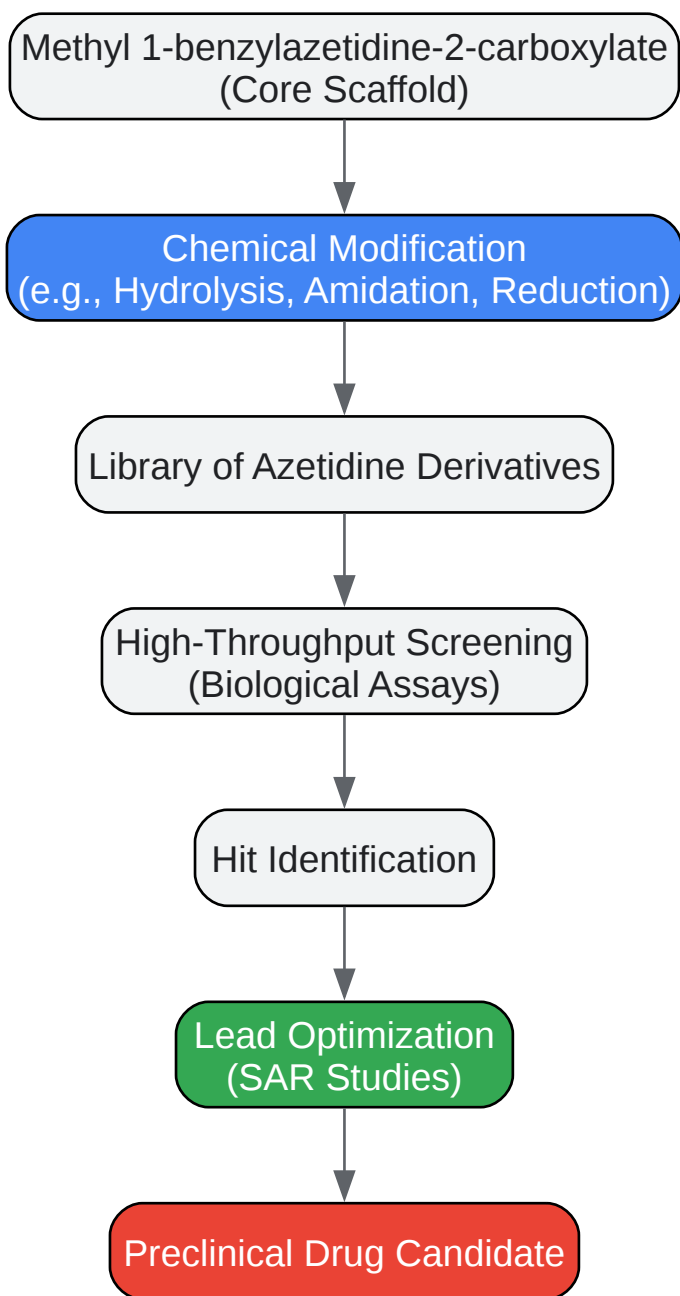 Methyl 1-benzylazetidine-2-carboxylate
(Core Scaffold)
Chemical Modification
(e.g., Hydrolysis, Amidation, Reduction)
Library of Azetidine Derivatives
High-Throughput Screening
(Biological Assays)
Hit Identification
Lead Optimization
(SAR Studies)
Preclinical Drug Candidate